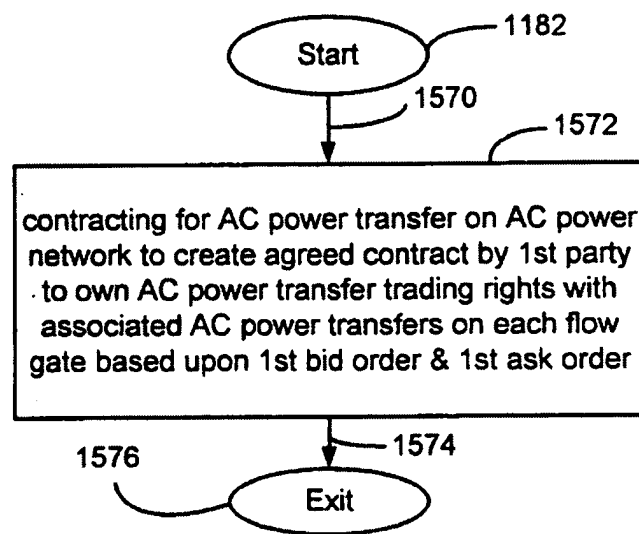 Start
1182
1570
1572
contracting for AC power transfer on AC power
network to create agreed contract by 1st party
to own AC power transfer trading rights with
associated AC power transfers on each flow
gate based upon 1st bid order & 1st ask order
1574
1576
Exit